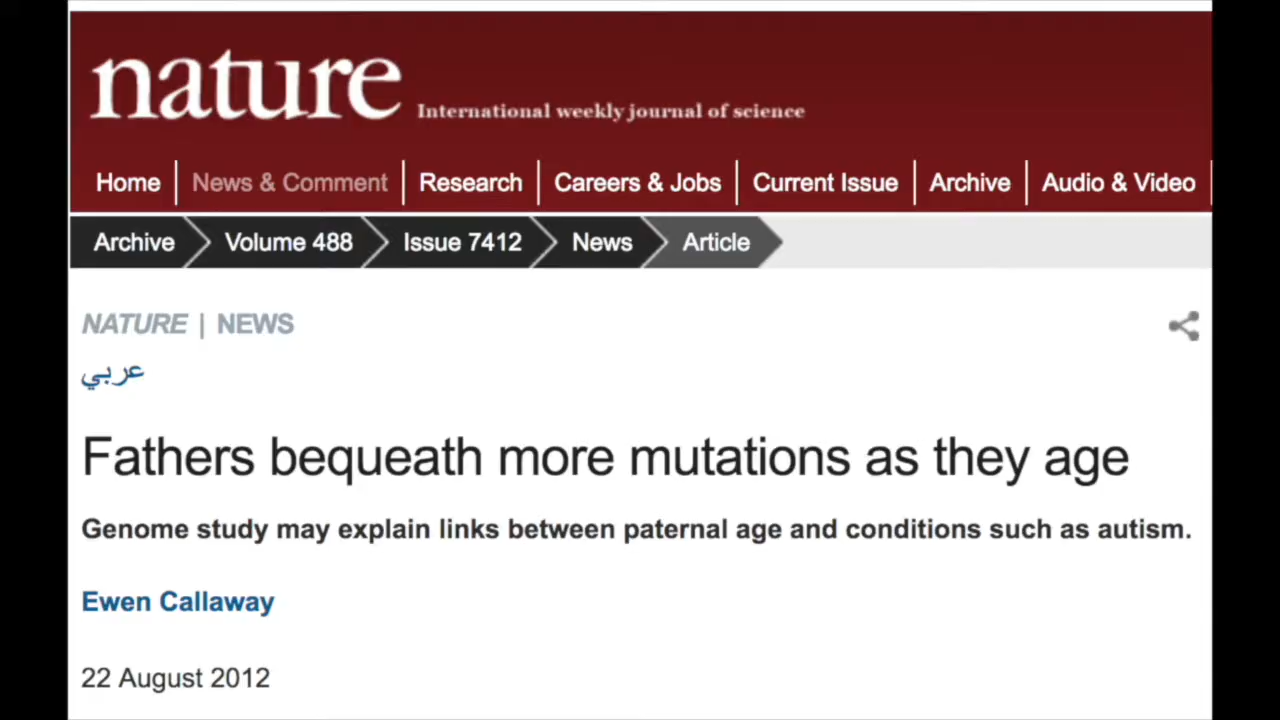 nature International weekly journal of science
Home News & Comment Research Careers & Jobs Current Issue Archive Audio & Video
Archive Volume 488 Issue 7412 News Article
NATURE | NEWS
عربي
Fathers bequeath more mutations as they age
Genome study may explain links between paternal age and conditions such as autism.
Ewen Callaway
22 August 2012